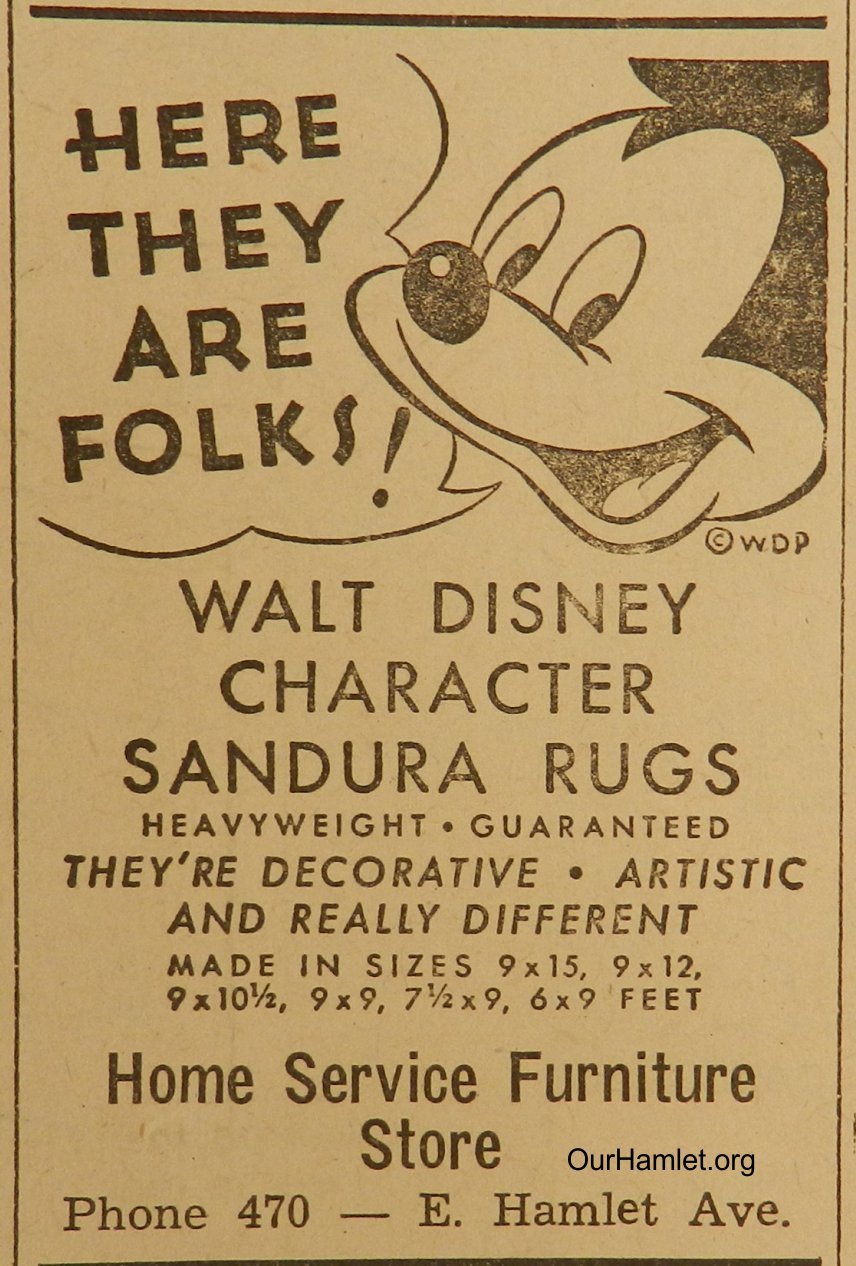 HERE
THEY
ARE
FOLKS!
©WDP
WALT DISNEY
CHARACTER
SANDURA RUGS
HEAVYWEIGHT • GUARANTEED
THEY'RE DECORATIVE • ARTISTIC
AND REALLY DIFFERENT
MADE IN SIZES 9x15, 9x12,
9x10½, 9x9, 7½x9, 6x9 FEET
Home Service Furniture
Store
OurHamlet.org
Phone 470 — E. Hamlet Ave.